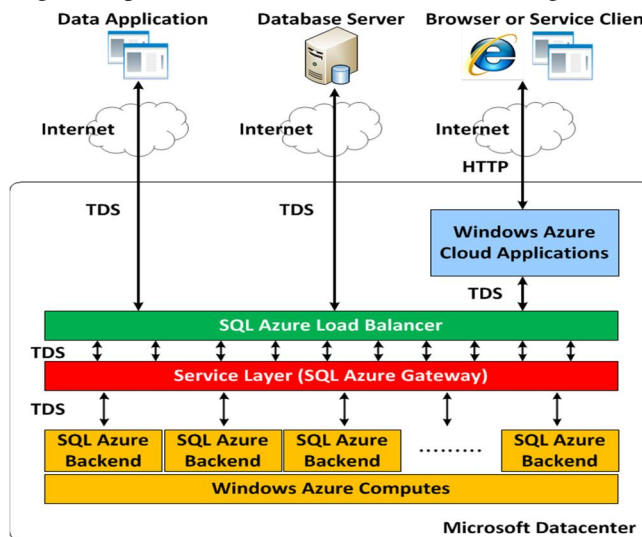 Data Application
Database Server
Browser or Service Client
Internet
Internet
Internet
HTTP
TDS
TDS
Windows Azure
Cloud Applications
TDS
SQL Azure Load Balancer
TDS
Service Layer (SQL Azure Gateway)
TDS
SQL Azure
Backend
SQL Azure
Backend
SQL Azure
Backend
.........
SQL Azure
Backend
Windows Azure Computes
Microsoft Datacenter